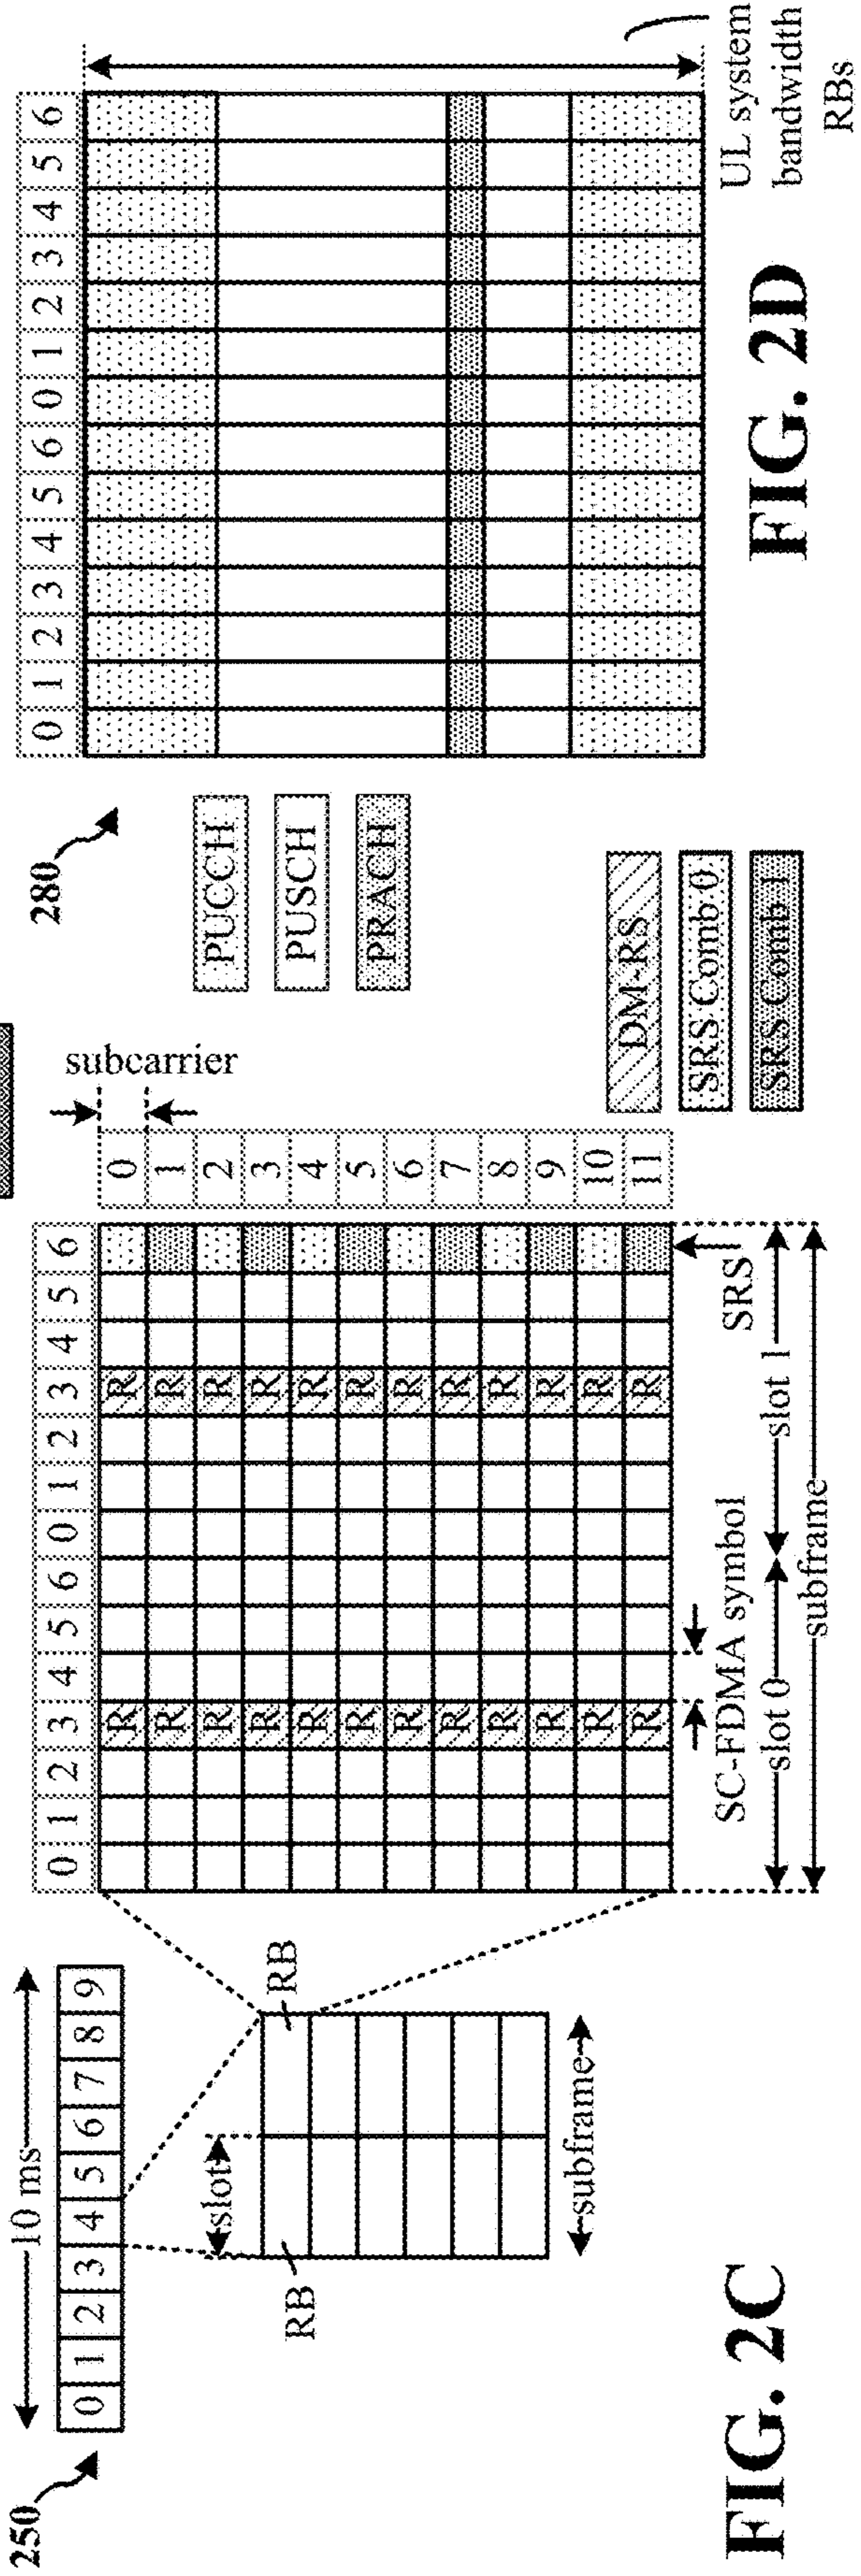 250
10 ms
0 1 2 3 4 5 6 7 8 9
RB
slot
RB
subframe
0 1 2 3 4 5 6 0 1 2 3 4 5 6
R R
R R
R R
R R
R R
R R
R R
R R
R R
R R
R R
R R
subcarrier
0
1
2
3
4
5
6
7
8
9
10
11
SRS
SC-FDMA symbol
slot 0
slot 1
subframe
DM-RS
SRS Comb 0
SRS Comb 1
FIG. 2C
280
PUCCH
PUSCH
PRACH
0 1 2 3 4 5 6 0 1 2 3 4 5 6
UL system
bandwidth
RBs
FIG. 2D